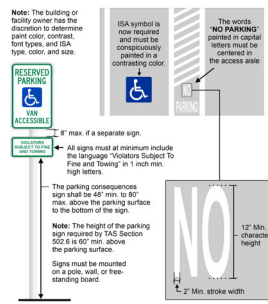 Note: The building or
facility owner has the
discretion to determine
paint color, contrast,
font types, and ISA
type, color, and size.
ISA symbol is
now required
and must be
conspicuously
painted in a
contrasting color.
The words
"NO PARKING"
painted in capital
letters must be
centered in
the access aisle
NO
PARKING
RESERVED
PARKING
VAN
ACCESSIBLE
8" max. if a separate sign.
VIOLATORS
SUBJECT TO FINE
AND TOWING
All signs must at minimum include
the language "Violators Subject To
Fine and Towing" in 1 inch min.
high letters.
The parking consequences
sign shall be 48" min. to 80"
max. above the parking surface
to the bottom of the sign.
Note: The height of the parking
sign required by TAS Section
502.6 is 60" min. above
the parking surface.
Signs must be mounted
on a pole, wall, or free-
standing board.
NO
12" Min.
character
height
2" Min. stroke width